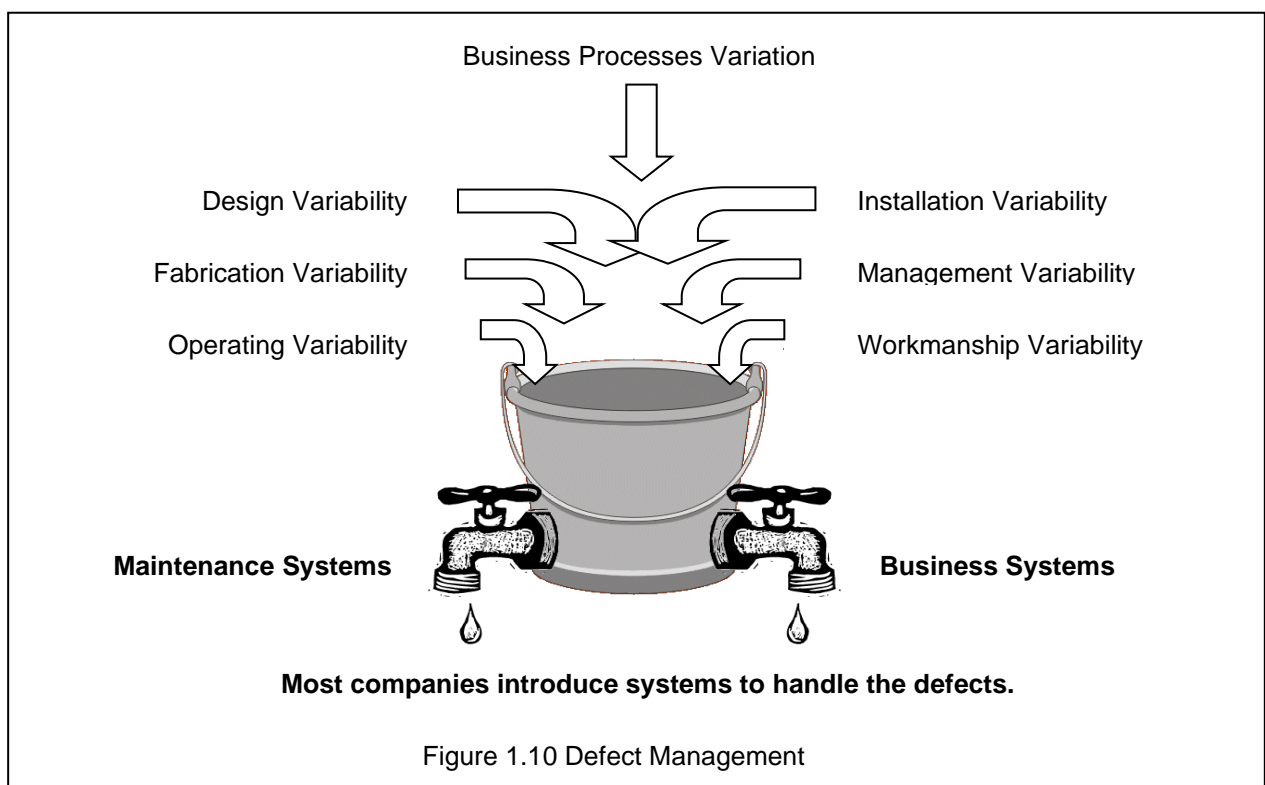 Business Processes Variation
Design Variability
Installation Variability
Fabrication Variability
Management Variability
Operating Variability
Workmanship Variability
Maintenance Systems
Business Systems
Most companies introduce systems to handle the defects.
Figure 1.10 Defect Management